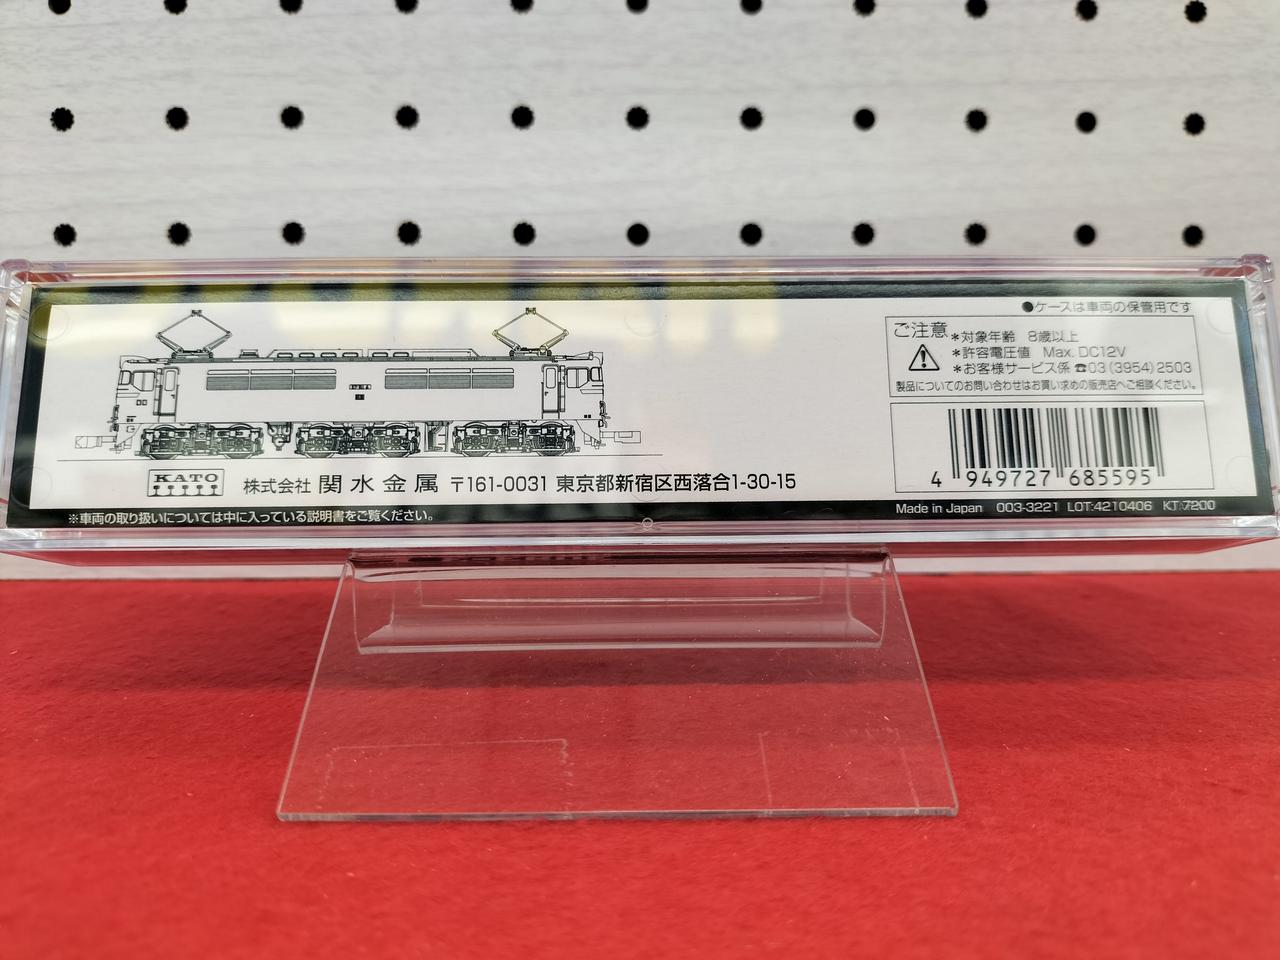 ●ケースは車両の保管用です
ご注意
＊対象年齢 8歳以上
＊許容電圧値 Max. DC12V
＊お客様サービス係 ☎03(3954)2503
製品についてのお問い合わせはお買い求めの販売店へご相談ください。
4 949727 685595
KATO
株式会社 関水金属 〒161-0031 東京都新宿区西落合1-30-15
※車両の取り扱いについては中に入っている説明書をご覧ください。
Made in Japan 003-3221 LOT:4210406 KT:7200